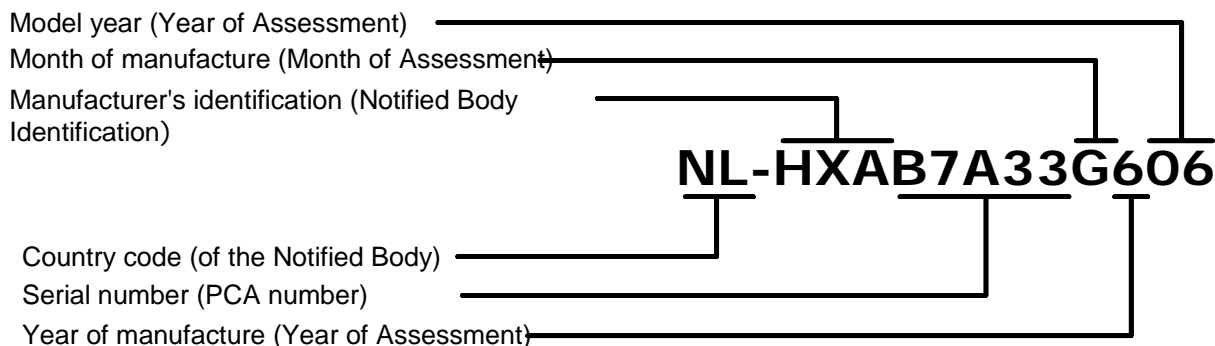 Model year (Year of Assessment)
Month of manufacture (Month of Assessment)
Manufacturer's identification (Notified Body
Identification)
NL-HXAB7A33G606
Country code (of the Notified Body)
Serial number (PCA number)
Year of manufacture (Year of Assessment)